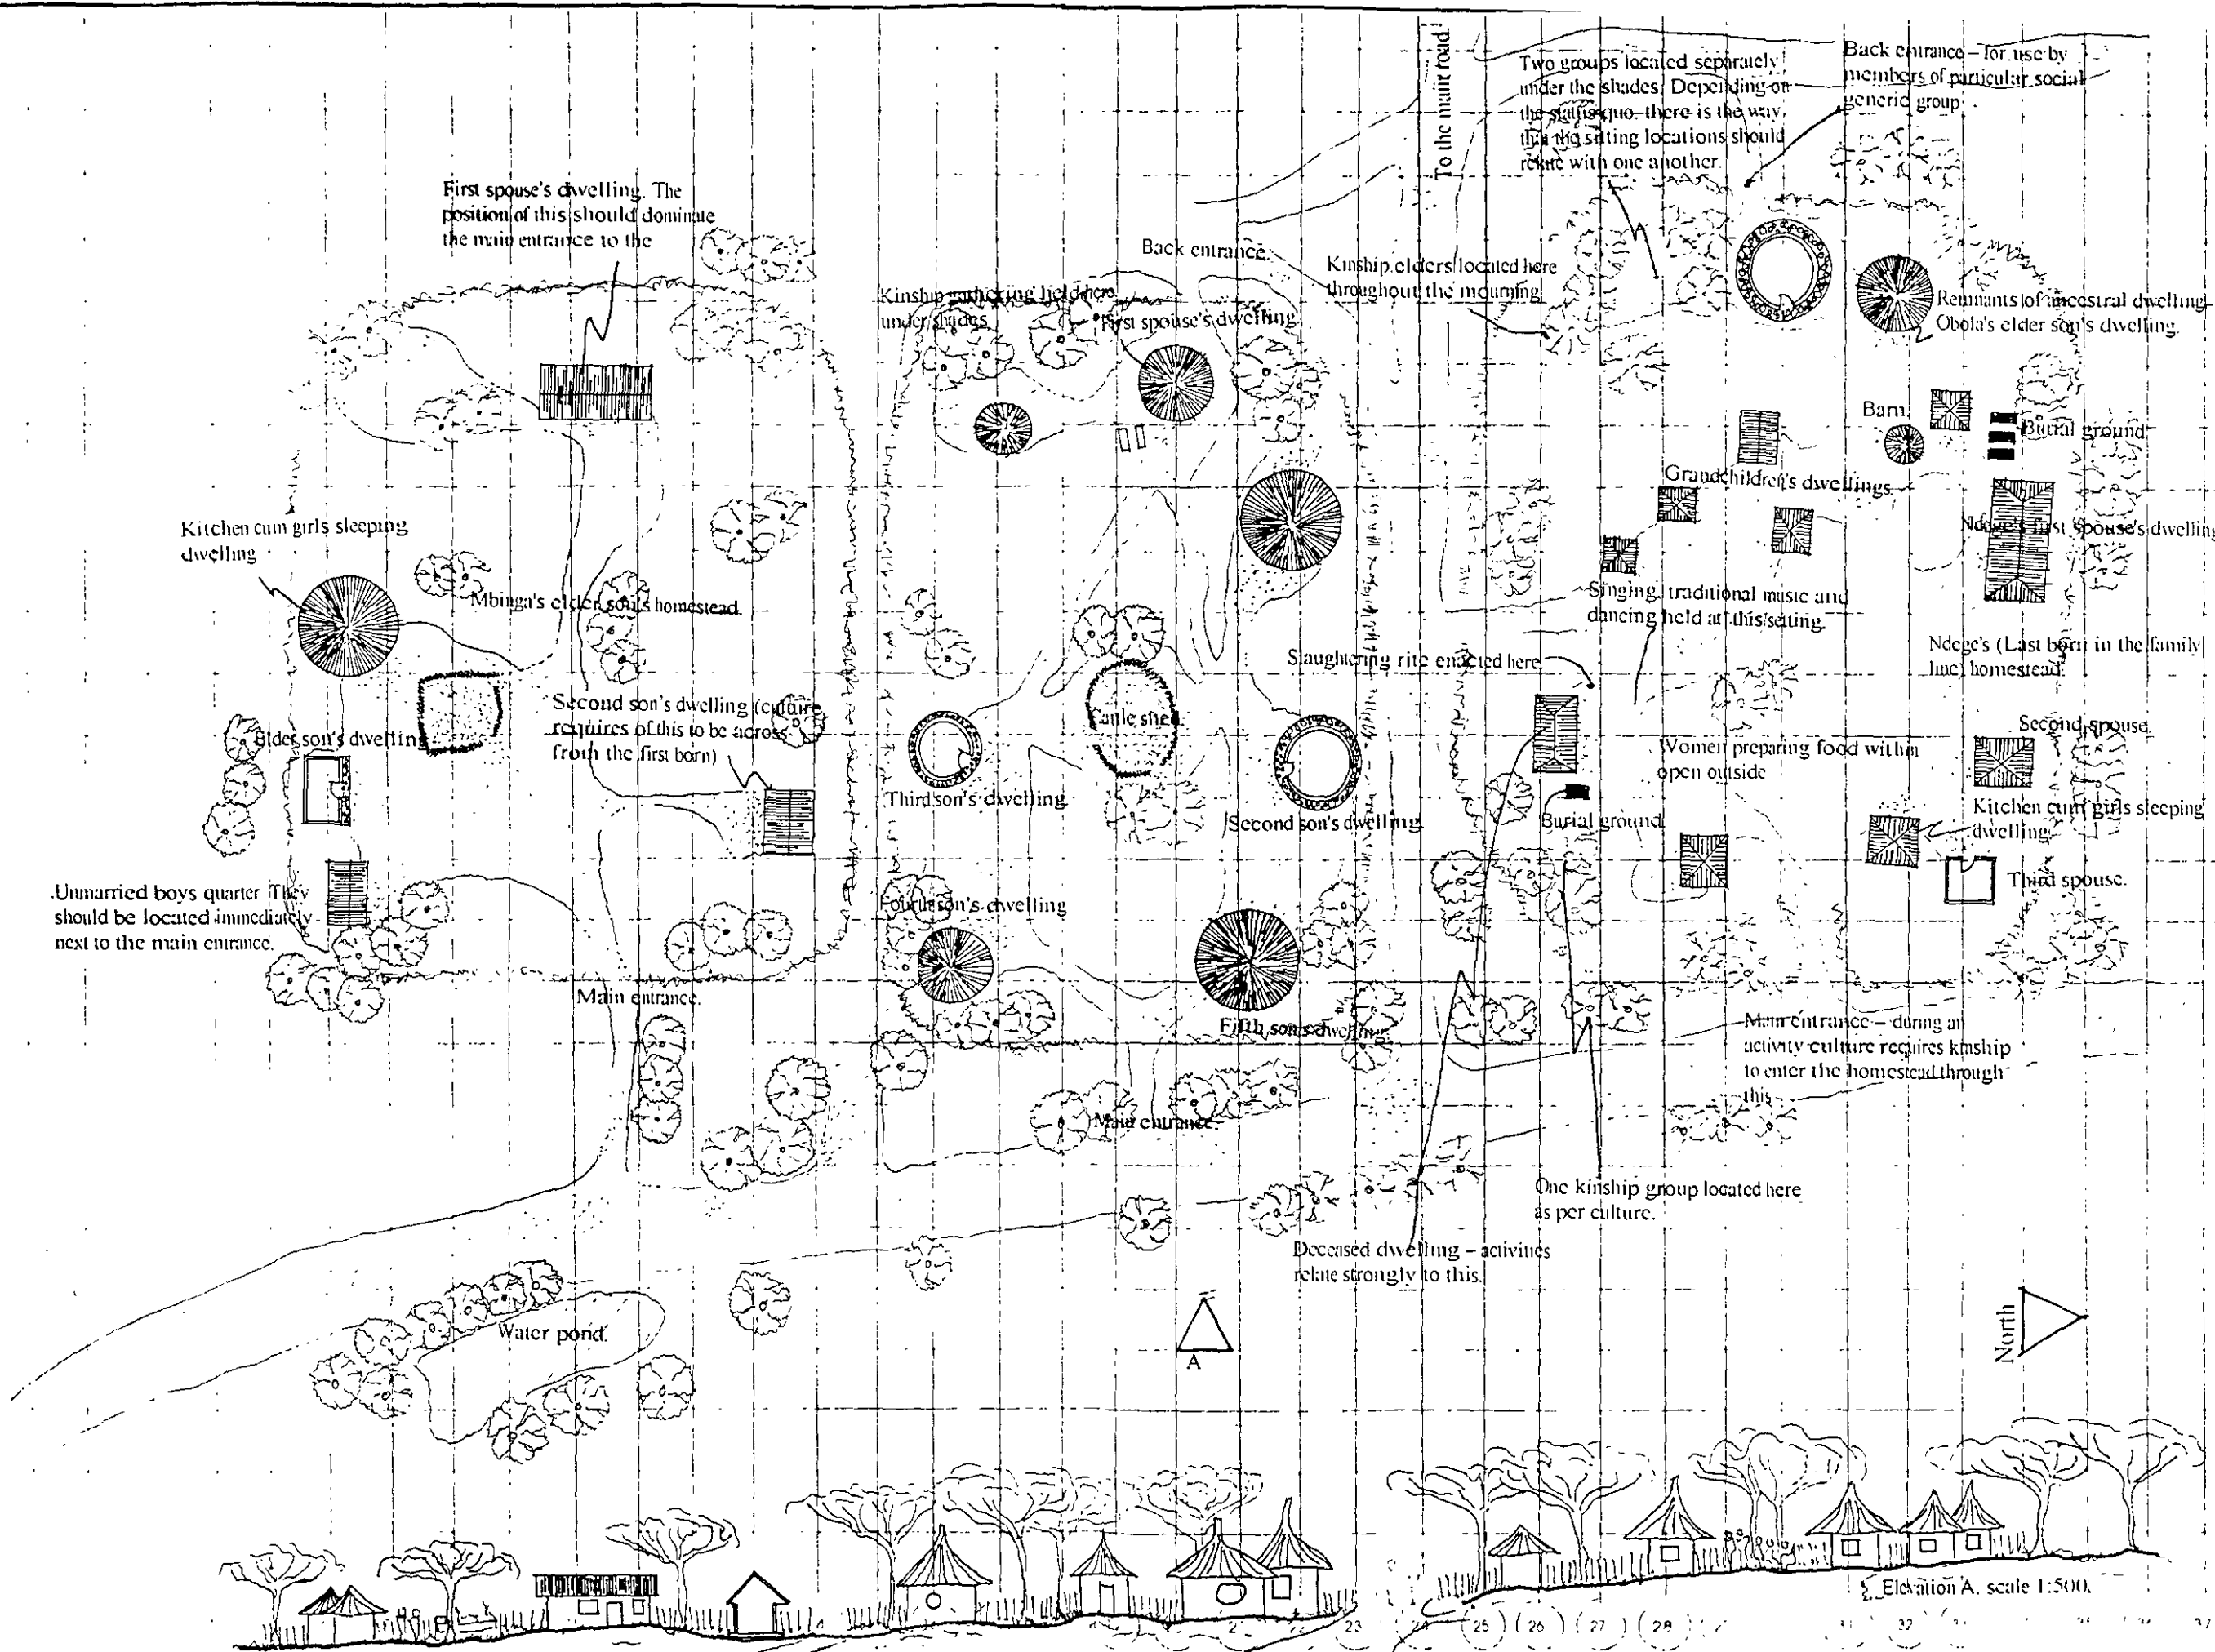 To the main road.
Two groups located separately
under the shades. Depending on
the status quo, there is the way,
that the sitting locations should
relate with one another.
Back entrance – for use by
members of particular social
generic group
First spouse's dwelling. The
position of this should dominate
the main entrance to the
Back entrance.
Kinship gathering held here
under shades
First spouse's dwelling
Kinship elders located here
throughout the mourning
Remnants of ancestral dwelling
Obola's elder son's dwelling.
Barn.
Burial ground
Grandchildren's dwellings.
Ndege's first spouse's dwelling
Kitchen cum girls sleeping
dwelling
Mbinga's elder son's homestead.
Singing, traditional music and
dancing held at this setting.
Slaughtering rite enacted here
Ndege's (Last born in the family
line) homestead.
Second son's dwelling (culture
requires of this to be across
from the first born)
Elder son's dwelling
Cattle shed
Second spouse.
Women preparing food within
open outside
Third son's dwelling
Second son's dwelling
Burial ground
Kitchen cum girls sleeping
dwelling
Third spouse.
Unmarried boys quarter. They
should be located immediately
next to the main entrance.
Fourth son's dwelling
Main entrance.
Fifth son's dwelling
Main entrance – during an
activity culture requires kinship
to enter the homestead through
this
Main entrance.
One kinship group located here
as per culture.
Deceased dwelling – activities
relate strongly to this.
Water pond.
A
North
Elevation A. scale 1:500.
23 25 26 27 28 32